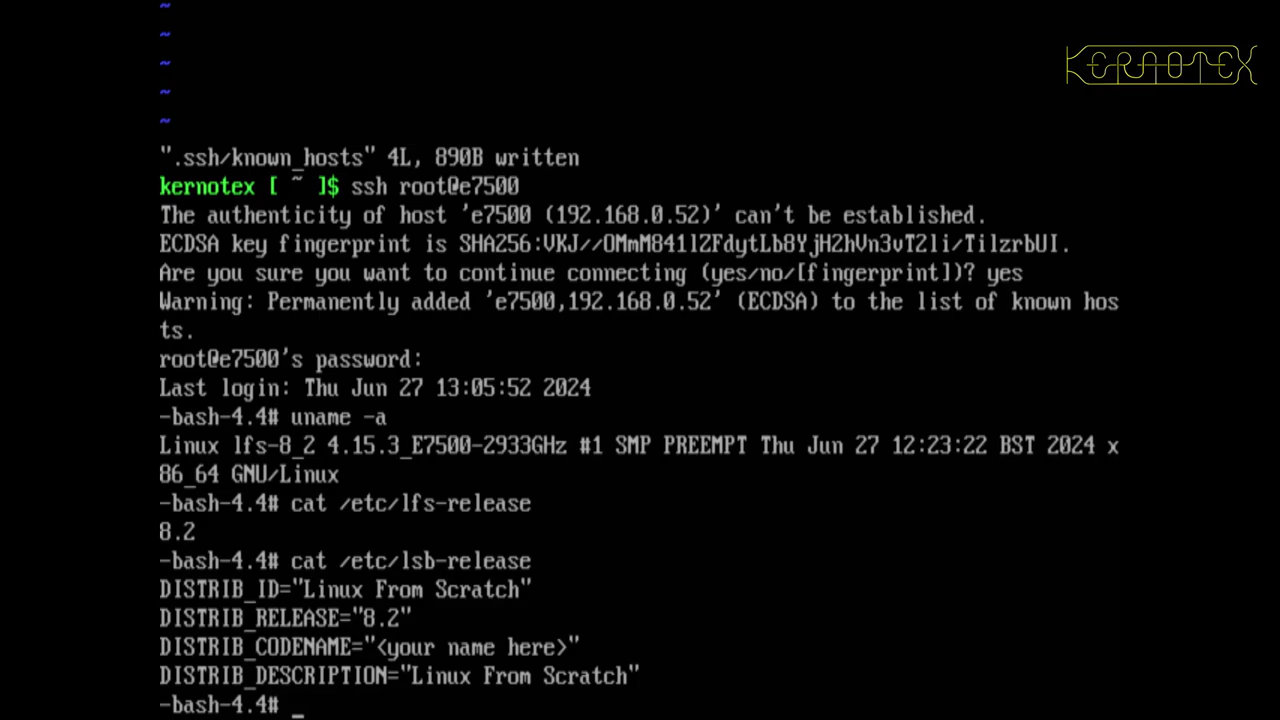 ~
~
~
~
~
KERNOTEX
".ssh/known_hosts" 4L, 890B written
kernotex [ ~ ]$ ssh root@e7500
The authenticity of host 'e7500 (192.168.0.52)' can't be established.
ECDSA key fingerprint is SHA256:VKJ//OMmM841lZFdytLb8YjH2hVn3vT2li/TilzrbUI.
Are you sure you want to continue connecting (yes/no/[fingerprint])? yes
Warning: Permanently added 'e7500,192.168.0.52' (ECDSA) to the list of known hos
ts.
root@e7500's password:
Last login: Thu Jun 27 13:05:52 2024
-bash-4.4# uname -a
Linux lfs-8_2 4.15.3_E7500-2933GHz #1 SMP PREEMPT Thu Jun 27 12:23:22 BST 2024 x
86_64 GNU/Linux
-bash-4.4# cat /etc/lfs-release
8.2
-bash-4.4# cat /etc/lsb-release
DISTRIB_ID="Linux From Scratch"
DISTRIB_RELEASE="8.2"
DISTRIB_CODENAME="<your name here>"
DISTRIB_DESCRIPTION="Linux From Scratch"
-bash-4.4# _